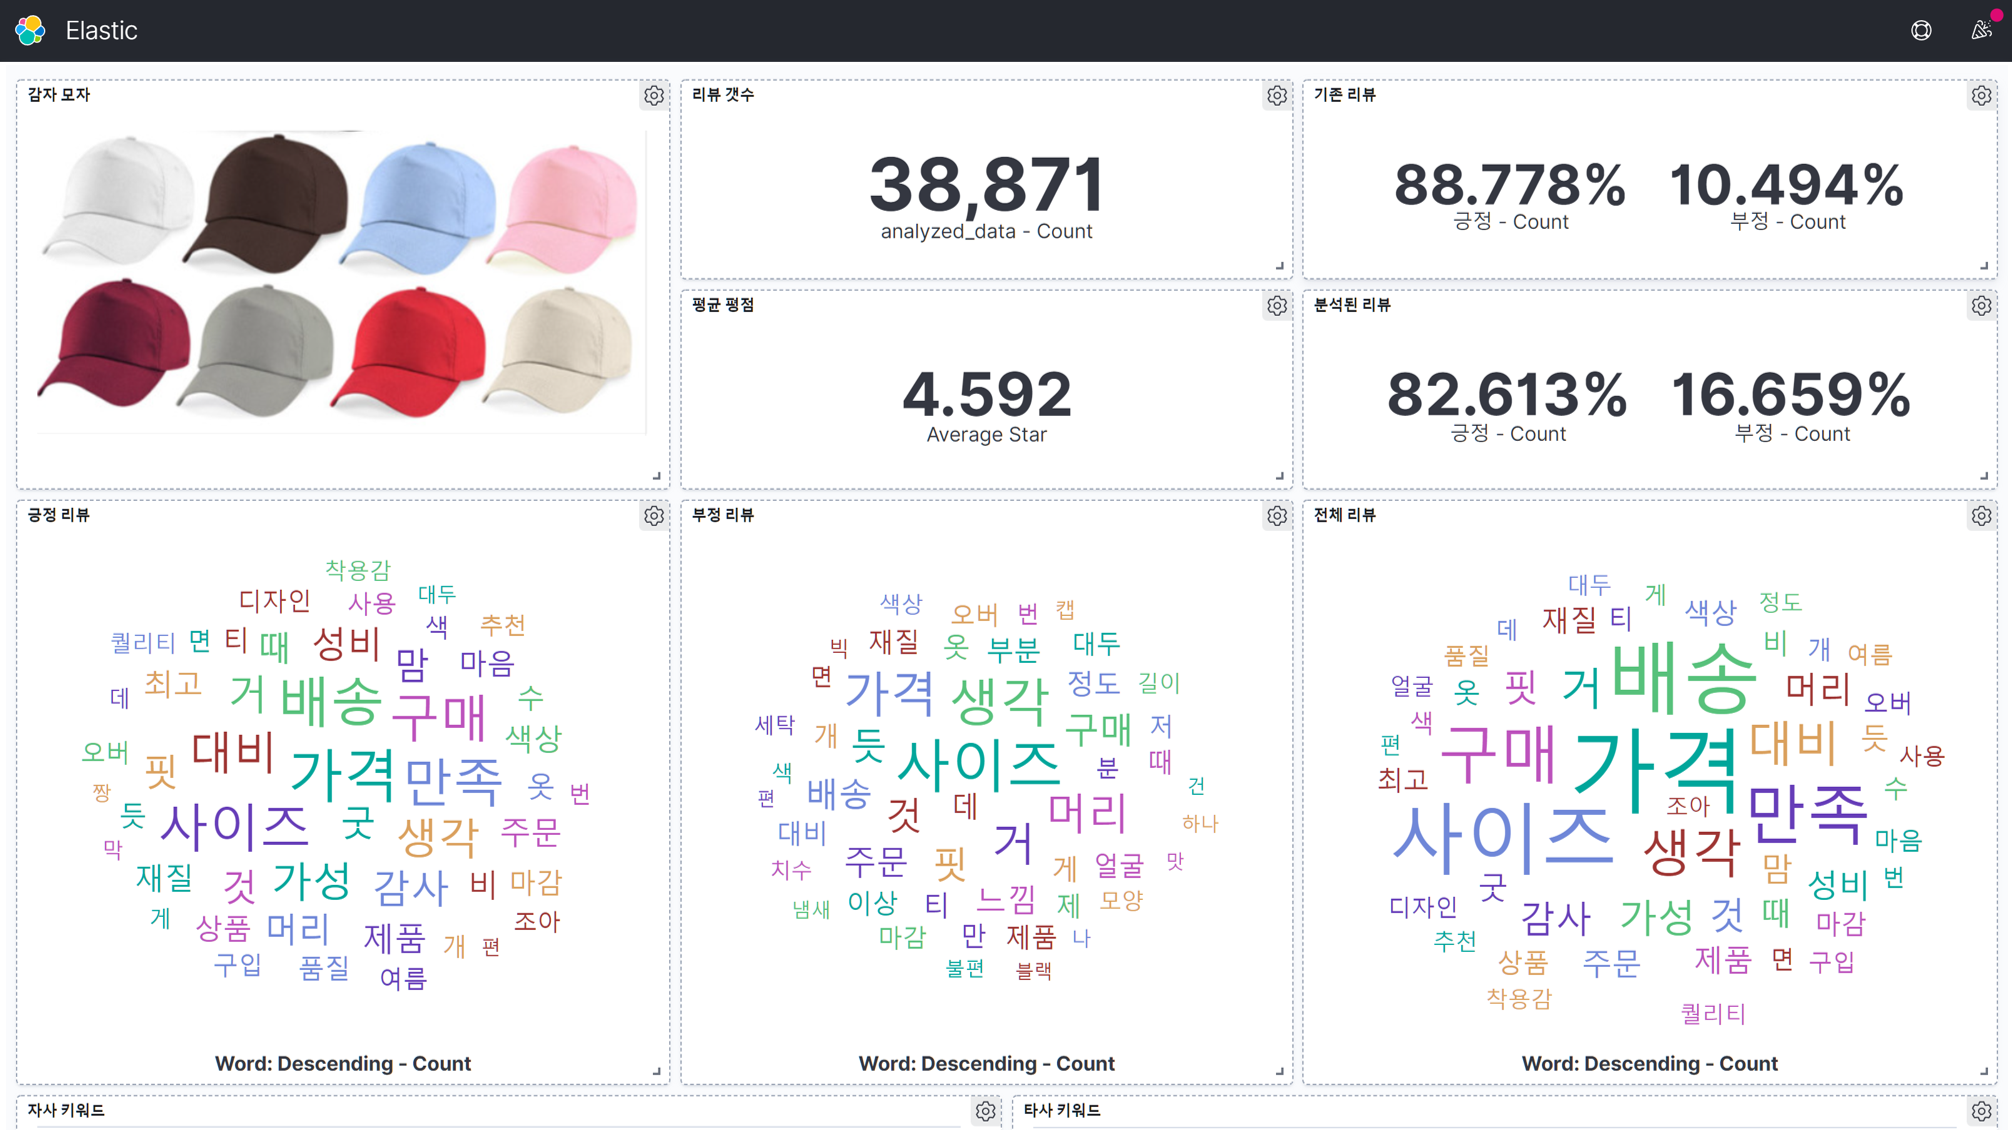 Elastic
감자 모자
리뷰 갯수
38,871
analyzed_data - Count
기존 리뷰
88.778% 10.494%
긍정 - Count 부정 - Count
평균 평점
4.592
Average Star
분석된 리뷰
82.613% 16.659%
긍정 - Count 부정 - Count
긍정 리뷰
착용감
디자인 사용 대두
퀄리티 면 티 때 성비 색 추천
맘 마음
데 최고 거 배송 구매 수
오버 핏 대비 가격 만족 색상
짱 옷 번
듯 사이즈 굿 생각 주문
막
재질 것 가성 감사 비 마감
게 상품 머리 제품 개 편 조아
구입 품질 여름
Word: Descending - Count
부정 리뷰
색상 오버 번 캡
빅 재질 옷 부분 대두
면 가격 생각 정도 길이
세탁 개 듯 사이즈 구매 저
색 분 때
편 배송 것 데 머리 건
대비 거 하나
치수 주문 핏 게 얼굴 맛
냄새 이상 티 느낌 제 모양
마감 만 제품 나
불편 블랙
Word: Descending - Count
전체 리뷰
대두 게
데 재질 티 색상 정도
품질 배송 비 개 여름
얼굴 옷 핏 거 머리 오버
색
편 구매 가격 대비 듯 사용
최고 조아 만족 수
사이즈 생각 마음
굿 맘 성비 번
디자인 감사 가성 것 때 마감
추천
상품 주문 제품 면 구입
착용감
퀄리티
Word: Descending - Count
자사 키워드
타사 키워드